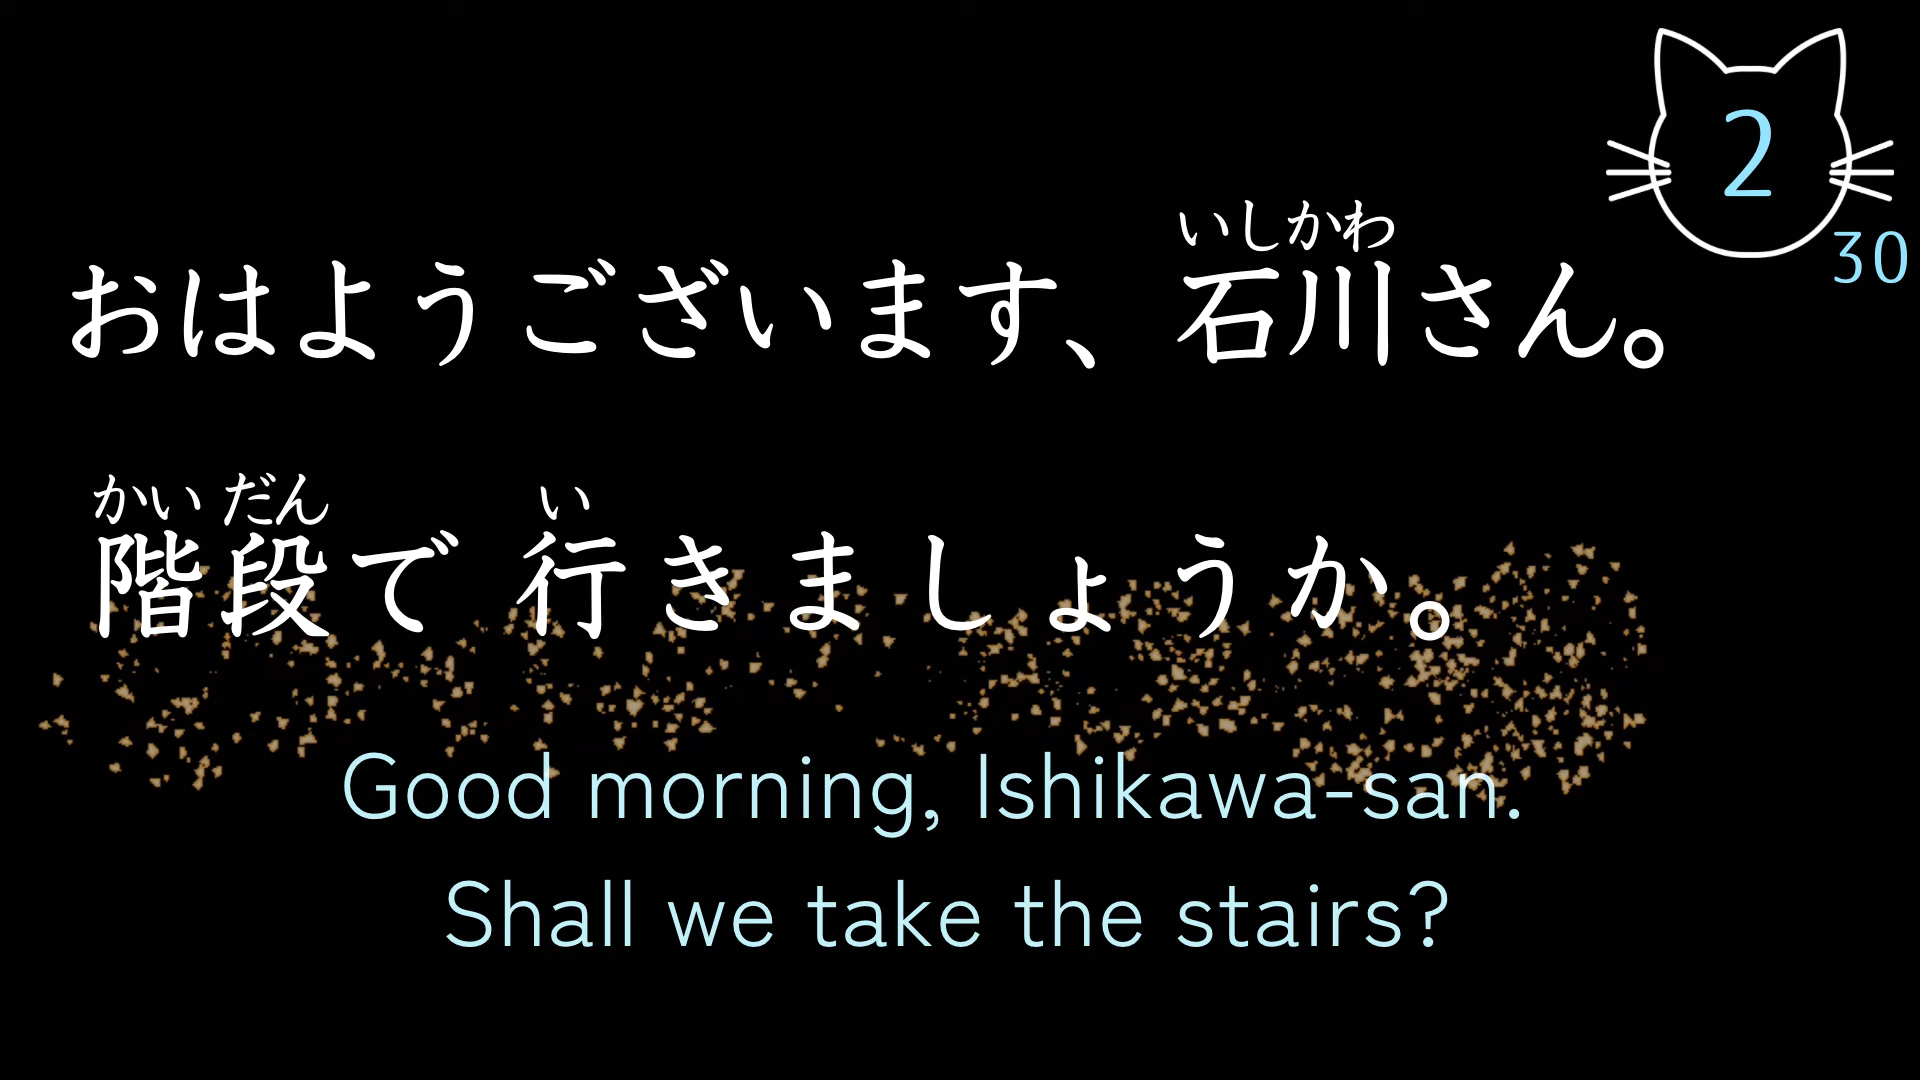 2
30
いしかわ
おはようございます、石川さん。
かいだん い
階段で 行きましょうか。
Good morning, Ishikawa-san.
Shall we take the stairs?